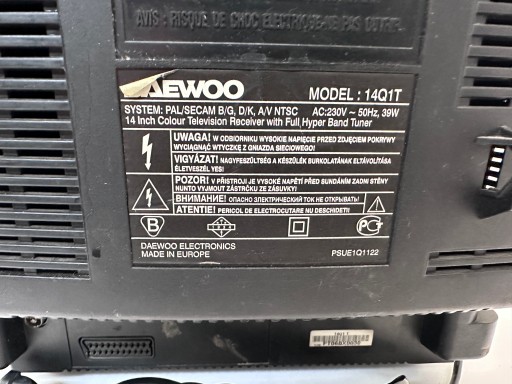 AVIS : RISQUE DE CHOC ELECTRIQUE-NE PAS OUVRIR.
DAEWOO
MODEL : 14Q1T
SYSTEM: PAL/SECAM B/G, D/K, A/V NTSC AC:230V ~ 50Hz, 39W
14 Inch Colour Television Receiver with Full Hyper Band Tuner
UWAGA! W ODBIORNIKU WYSOKIE NAPIĘCIE PRZED ZDJĘCIEM POKRYWY
WYCIĄGNĄĆ WTYCZKĘ Z GNIAZDA SIECIOWEGO!
VIGYÁZAT! NAGYFESZÜLTSÉG A KÉSZÜLÉK BURKOLATÁNAK ELTÁVOLÍTÁSA
ÉLETVESZÉLYES!
POZOR! V PŘÍSTROJI JE VYSOKÉ NAPĚTÍ PŘED SUNDÁNÍM ZADNÍ STĚNY
NUNTO VYJMOUT ZÁSTRČKU ZE ZÁSUVKY!
ВНИМАНИЕ! ОПАСНО ЭЛЕКТРИЧЕСКИЙ ТОК НЕ ОТКРЫВАТЬ!
ATENTIE! PERICOL DE ELECTROCUTARE NU DESCHIDETI!
B
DAEWOO ELECTRONICS
MADE IN EUROPE
PSUE1Q1122